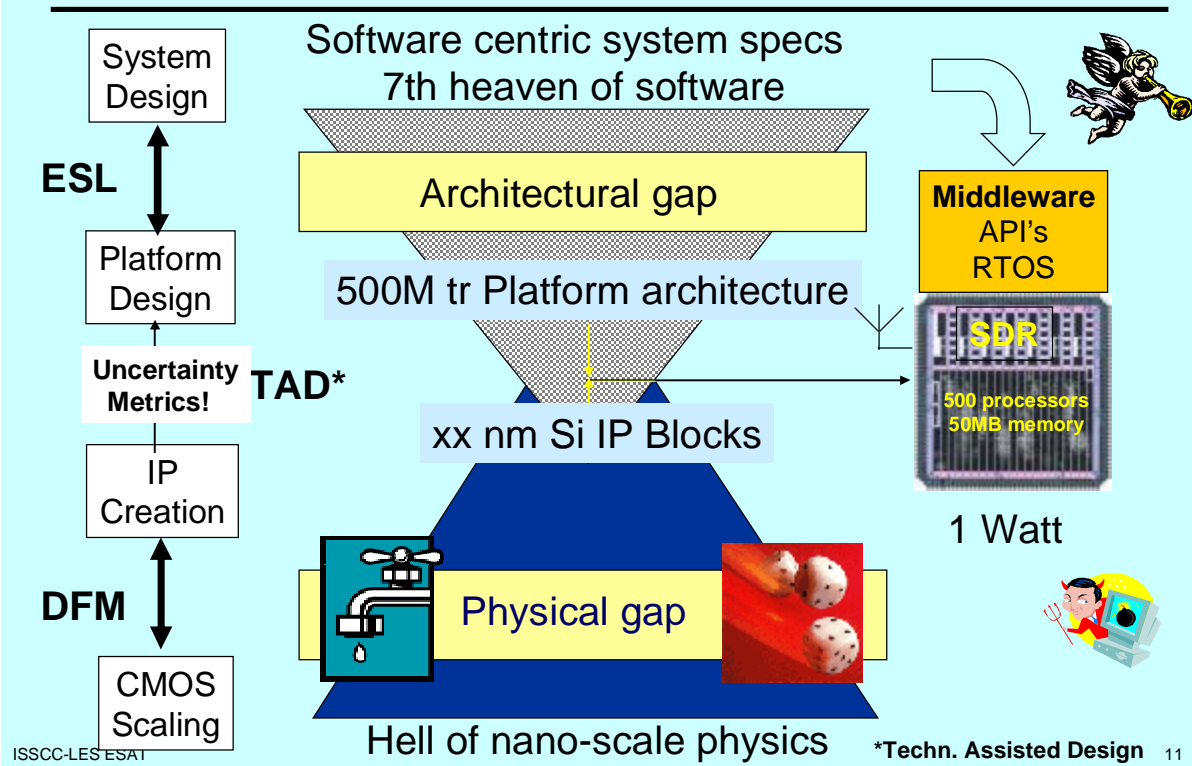 System
Design
ESL
Platform
Design
Uncertainty
Metrics!
TAD*
IP
Creation
DFM
CMOS
Scaling
Software centric system specs
7th heaven of software
Architectural gap
500M tr Platform architecture
xx nm Si IP Blocks
Physical gap
Hell of nano-scale physics
Middleware
API's
RTOS
SDR
500 processors
50MB memory
1 Watt
ISSCC-LES ESAT
*Techn. Assisted Design
11